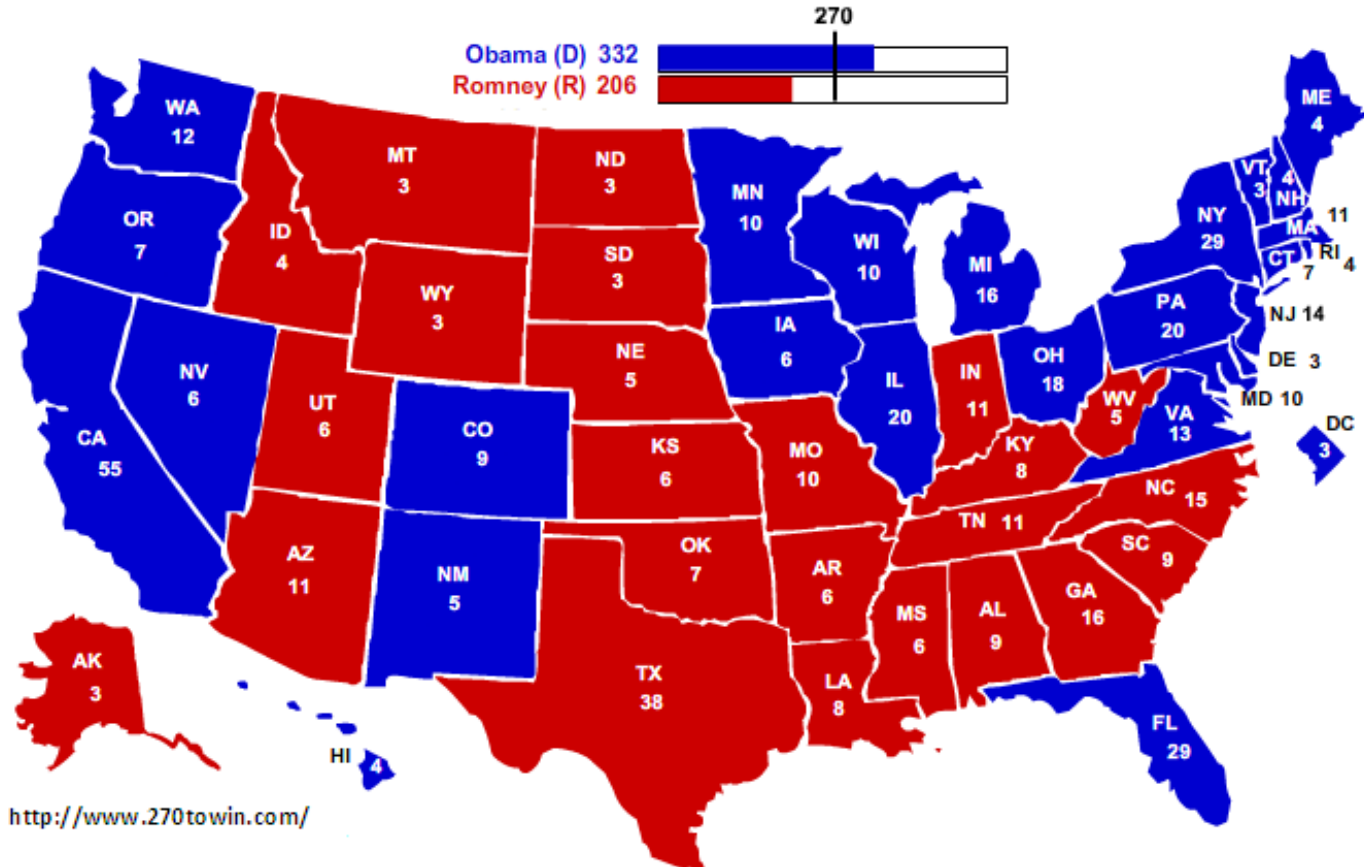 270
Obama (D) 332
Romney (R) 206
WA
12
OR
7
CA
55
NV
6
ID
4
MT
3
WY
3
UT
6
AZ
11
CO
9
NM
5
ND
3
SD
3
NE
5
KS
6
OK
7
TX
38
MN
10
IA
6
MO
10
AR
6
LA
8
WI
10
IL
20
MI
16
IN
11
OH
18
KY
8
TN 11
MS
6
AL
9
GA
16
FL
29
SC
9
NC 15
VA
13
WV
5
PA
20
NY
29
VT
3
4
NH
ME
4
11
MA
RI
4
CT
7
NJ 14
DE 3
MD 10
DC
3
AK
3
HI
4
http://www.270towin.com/